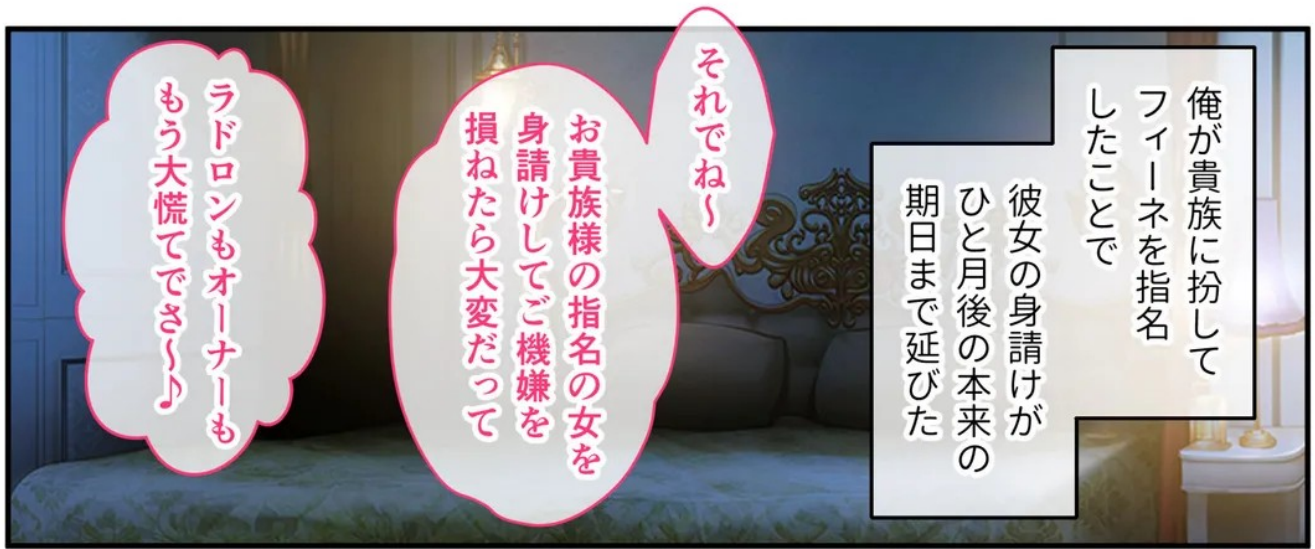 俺が貴族に扮して
フィーネを指名
したことで
彼女の身請けが
ひと月後の本来の
期日まで延びた
それでね～
お貴族様の指名の女を
身請けしてご機嫌を
損ねたら大変だって
ラドロンもオーナーも
もう大慌てでさ～♪